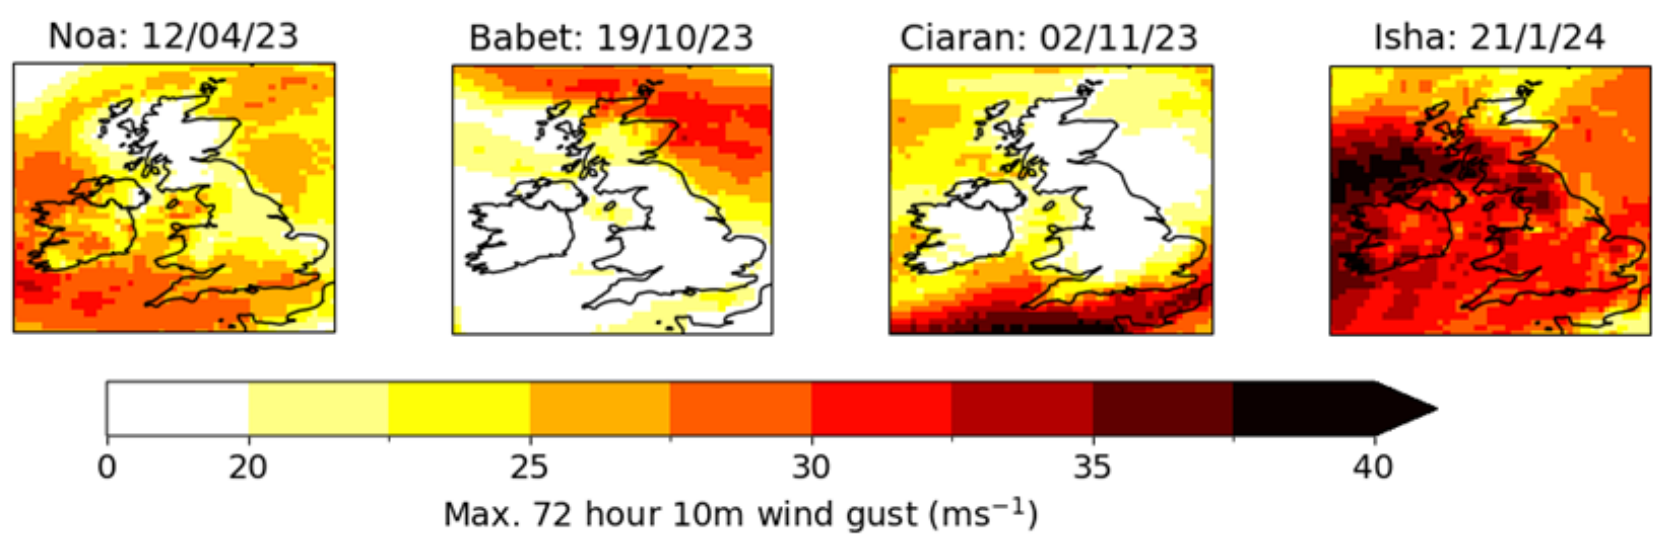 Noa: 12/04/23 Babet: 19/10/23 Ciaran: 02/11/23 Isha: 21/1/24
0 20 25 30 35 40
Max. 72 hour 10m wind gust (ms⁻¹)